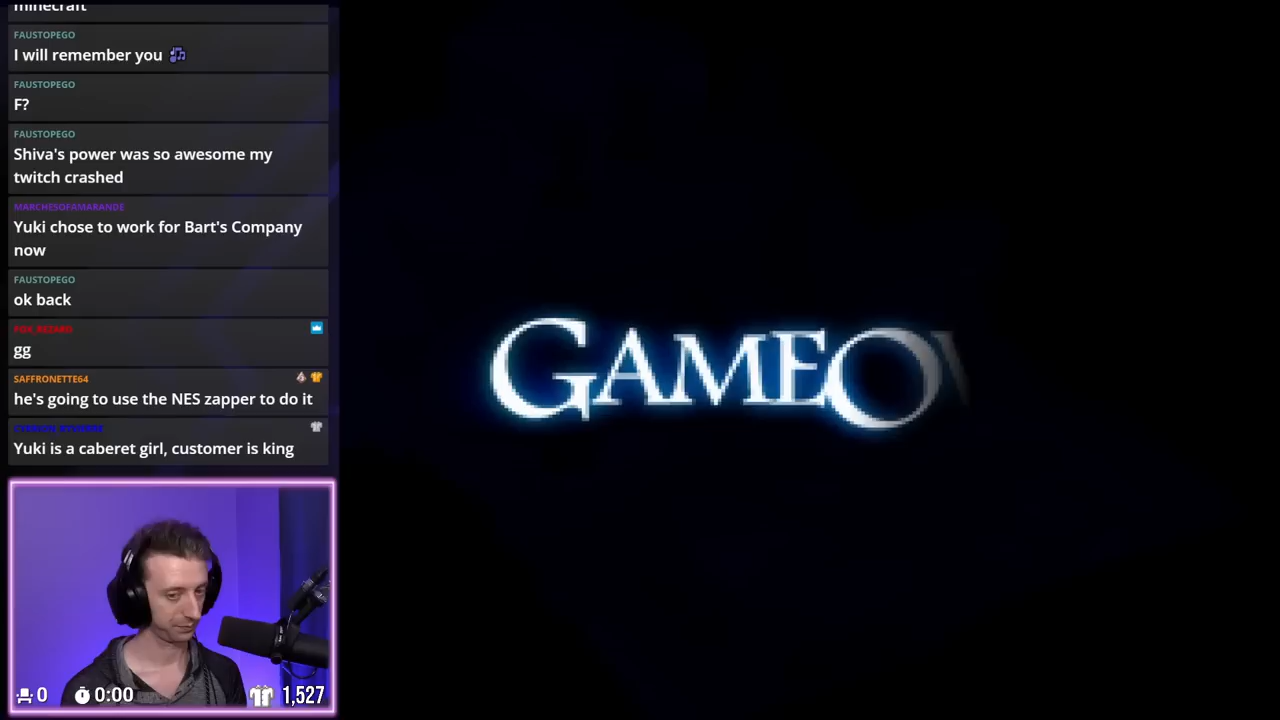 minecraft
FAUSTOPEGO
I will remember you
FAUSTOPEGO
F?
FAUSTOPEGO
Shiva's power was so awesome my
twitch crashed
MARCHESOFAMARANDE
Yuki chose to work for Bart's Company
now
FAUSTOPEGO
ok back
gg
SAFFRONETTE64
he's going to use the NES zapper to do it
Yuki is a caberet girl, customer is king
GAME OV
0
0:00
1,527